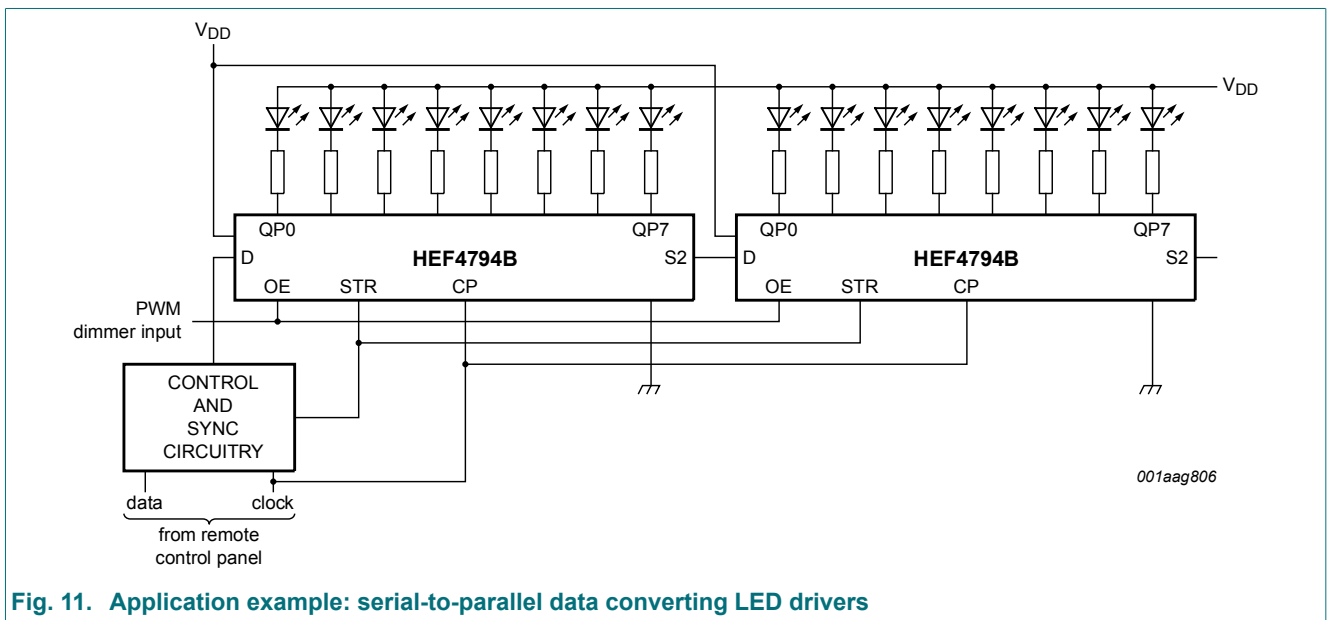 VDD
VDD
QP0 QP7 QP0 QP7
D HEF4794B S2 D HEF4794B S2
OE STR CP OE STR CP
PWM
dimmer input
CONTROL
AND
SYNC
CIRCUITRY
001aag806
data clock
from remote
control panel
Fig. 11. Application example: serial-to-parallel data converting LED drivers